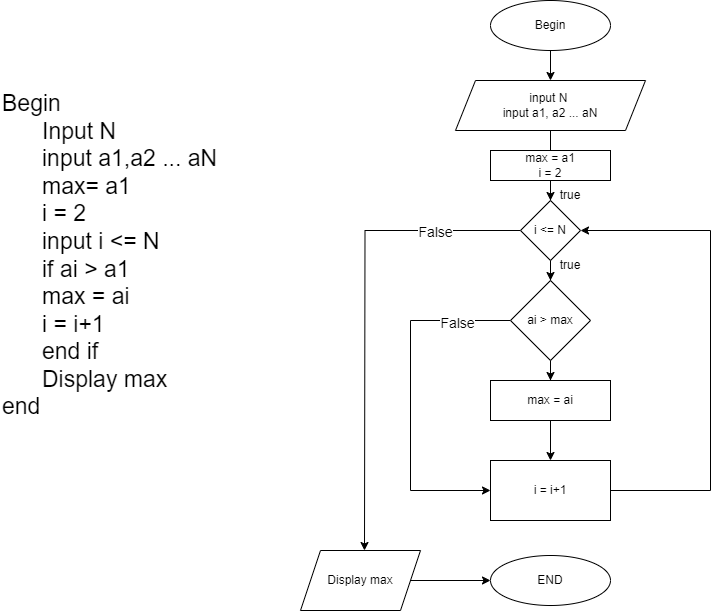 Begin
Input N
input a1,a2 ... aN
max= a1
i = 2
input i <= N
if ai > a1
max = ai
i = i+1
end if
Display max
end
Begin
input N
input a1, a2 ... aN
max = a1
i = 2
true
i <= N
False
true
ai > max
False
max = ai
i = i+1
Display max
END